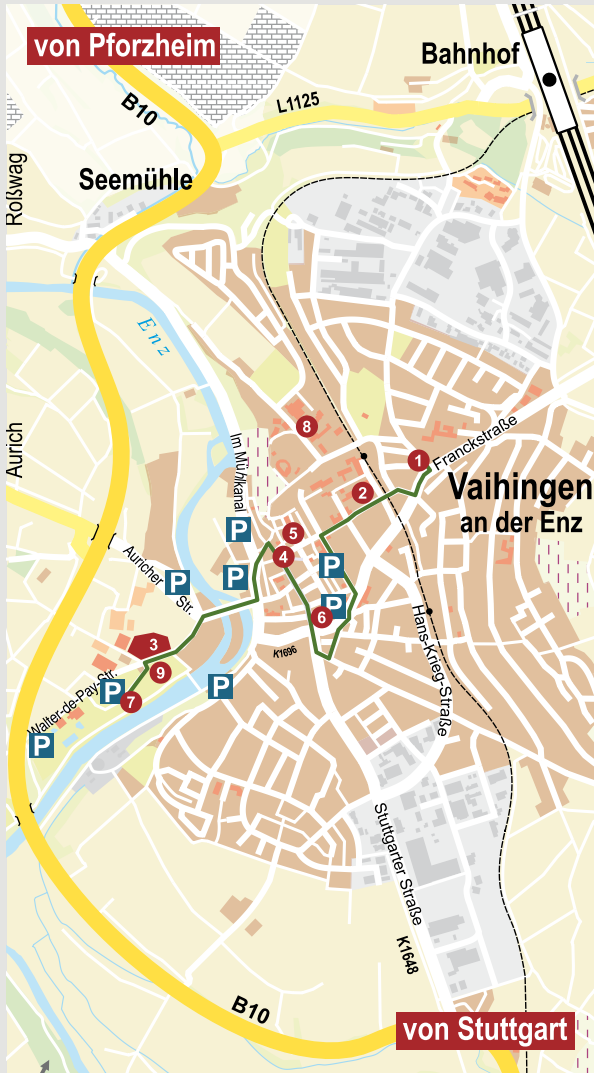 von Pforzheim
Bahnhof
B10
L1125
Roßwag
Seemühle
Enz
Aurich
Im Mühlkanal
8
1
Franckstraße
2
Vaihingen
an der Enz
P
5
4
P
P
P
Auricher Str.
P
6
Hans-Krieg-Straße
3
K1696
9
P
P
7
Walter-de-Pay-Str.
P
Stuttgarter Straße
K1648
B10
von Stuttgart